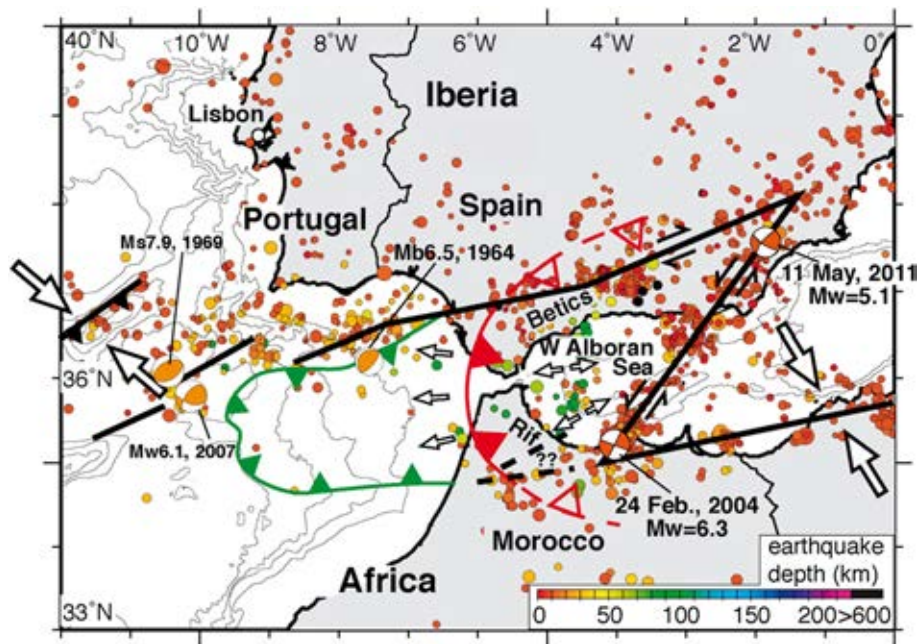 40°N
10°W
8°W
6°W
4°W
2°W
0°
Lisbon
Iberia
Portugal
Spain
Ms7.9, 1969
Mb6.5, 1964
11 May, 2011
Mw=5.1
Betics
W Alboran
Sea
36°N
Mw6.1, 2007
Rif
??
24 Feb., 2004
Mw=6.3
Morocco
Africa
earthquake
depth (km)
33°N
0 50 100 150 200>600